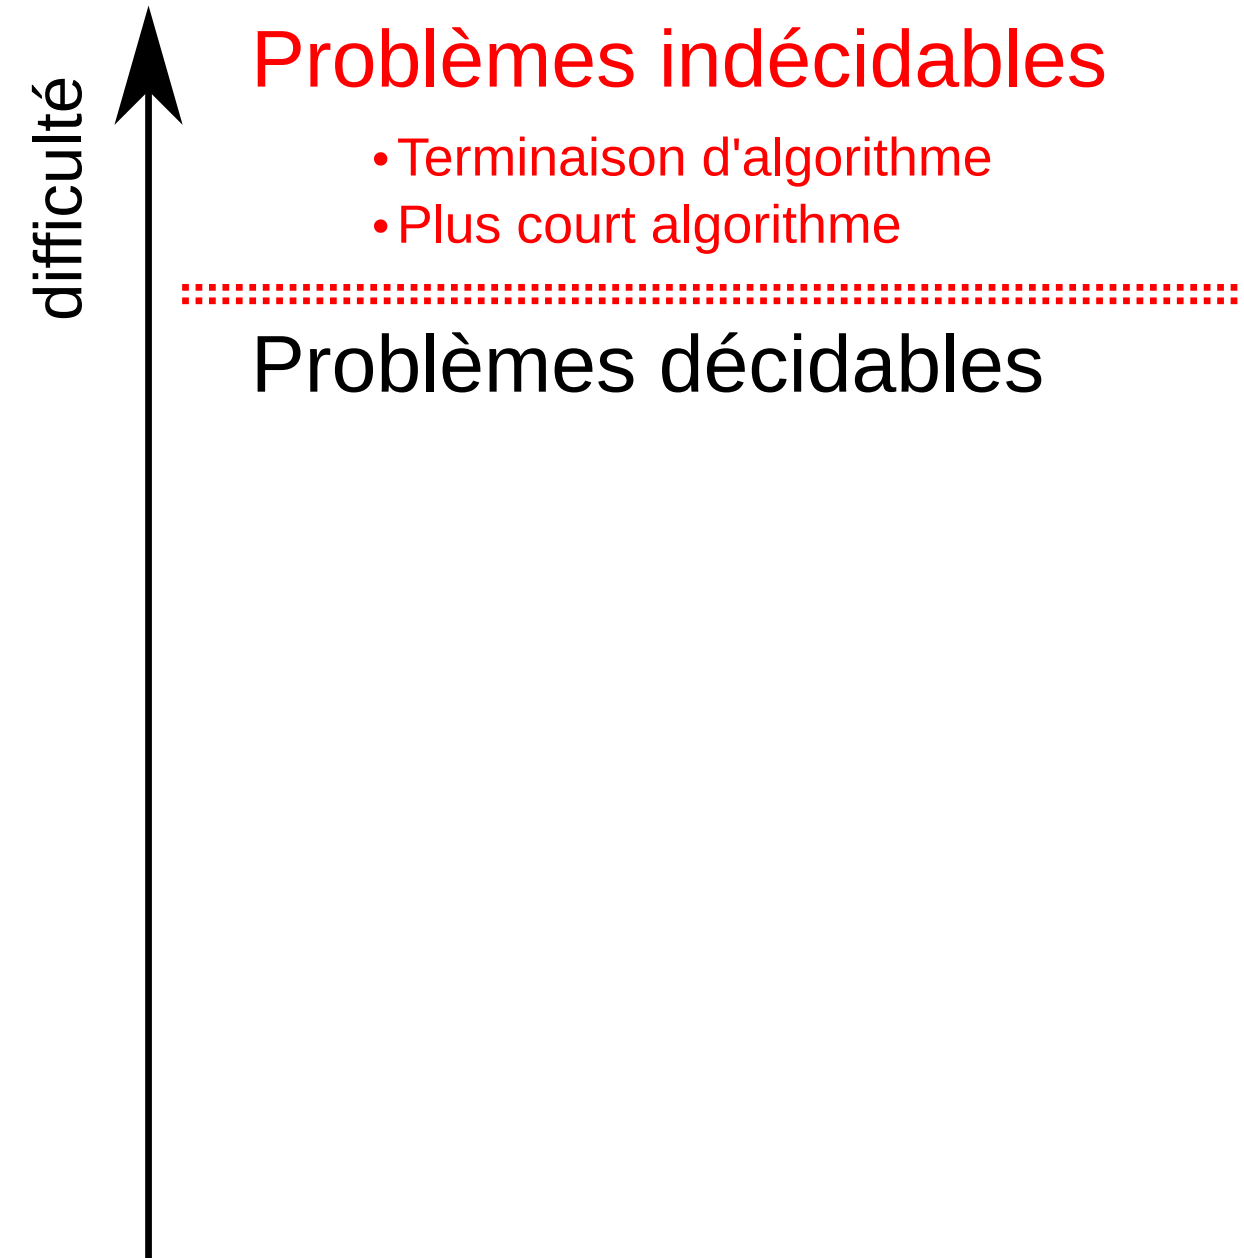 difficulté
Problèmes indécidables
• Terminaison d'algorithme
• Plus court algorithme
Problèmes décidables